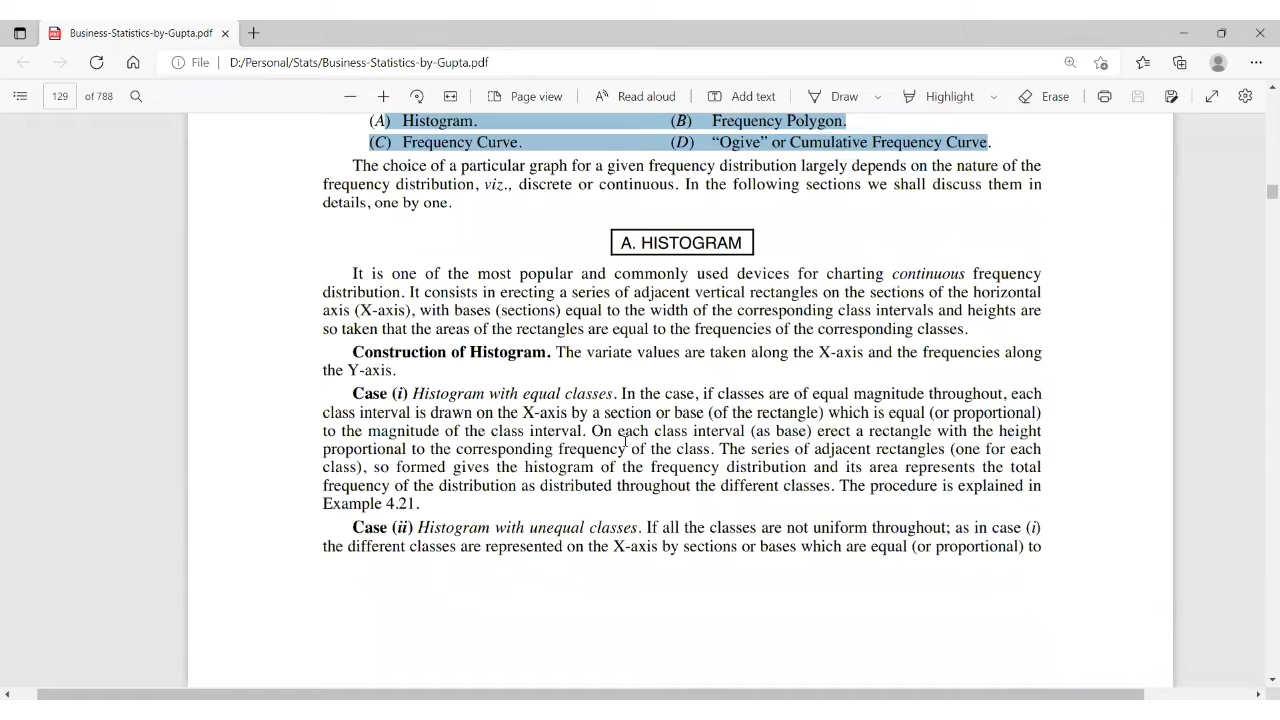 Business-Statistics-by-Gupta.pdf
File | D:/Personal/Stats/Business-Statistics-by-Gupta.pdf
129 of 788 Page view Read aloud Add text Draw Highlight Erase
(A) Histogram. (B) Frequency Polygon.
(C) Frequency Curve. (D) “Ogive” or Cumulative Frequency Curve.
The choice of a particular graph for a given frequency distribution largely depends on the nature of the
frequency distribution, viz., discrete or continuous. In the following sections we shall discuss them in
details, one by one.
A. HISTOGRAM
It is one of the most popular and commonly used devices for charting continuous frequency
distribution. It consists in erecting a series of adjacent vertical rectangles on the sections of the horizontal
axis (X-axis), with bases (sections) equal to the width of the corresponding class intervals and heights are
so taken that the areas of the rectangles are equal to the frequencies of the corresponding classes.
Construction of Histogram. The variate values are taken along the X-axis and the frequencies along
the Y-axis.
Case (i) Histogram with equal classes. In the case, if classes are of equal magnitude throughout, each
class interval is drawn on the X-axis by a section or base (of the rectangle) which is equal (or proportional)
to the magnitude of the class interval. On each class interval (as base) erect a rectangle with the height
proportional to the corresponding frequency of the class. The series of adjacent rectangles (one for each
class), so formed gives the histogram of the frequency distribution and its area represents the total
frequency of the distribution as distributed throughout the different classes. The procedure is explained in
Example 4.21.
Case (ii) Histogram with unequal classes. If all the classes are not uniform throughout; as in case (i)
the different classes are represented on the X-axis by sections or bases which are equal (or proportional) to